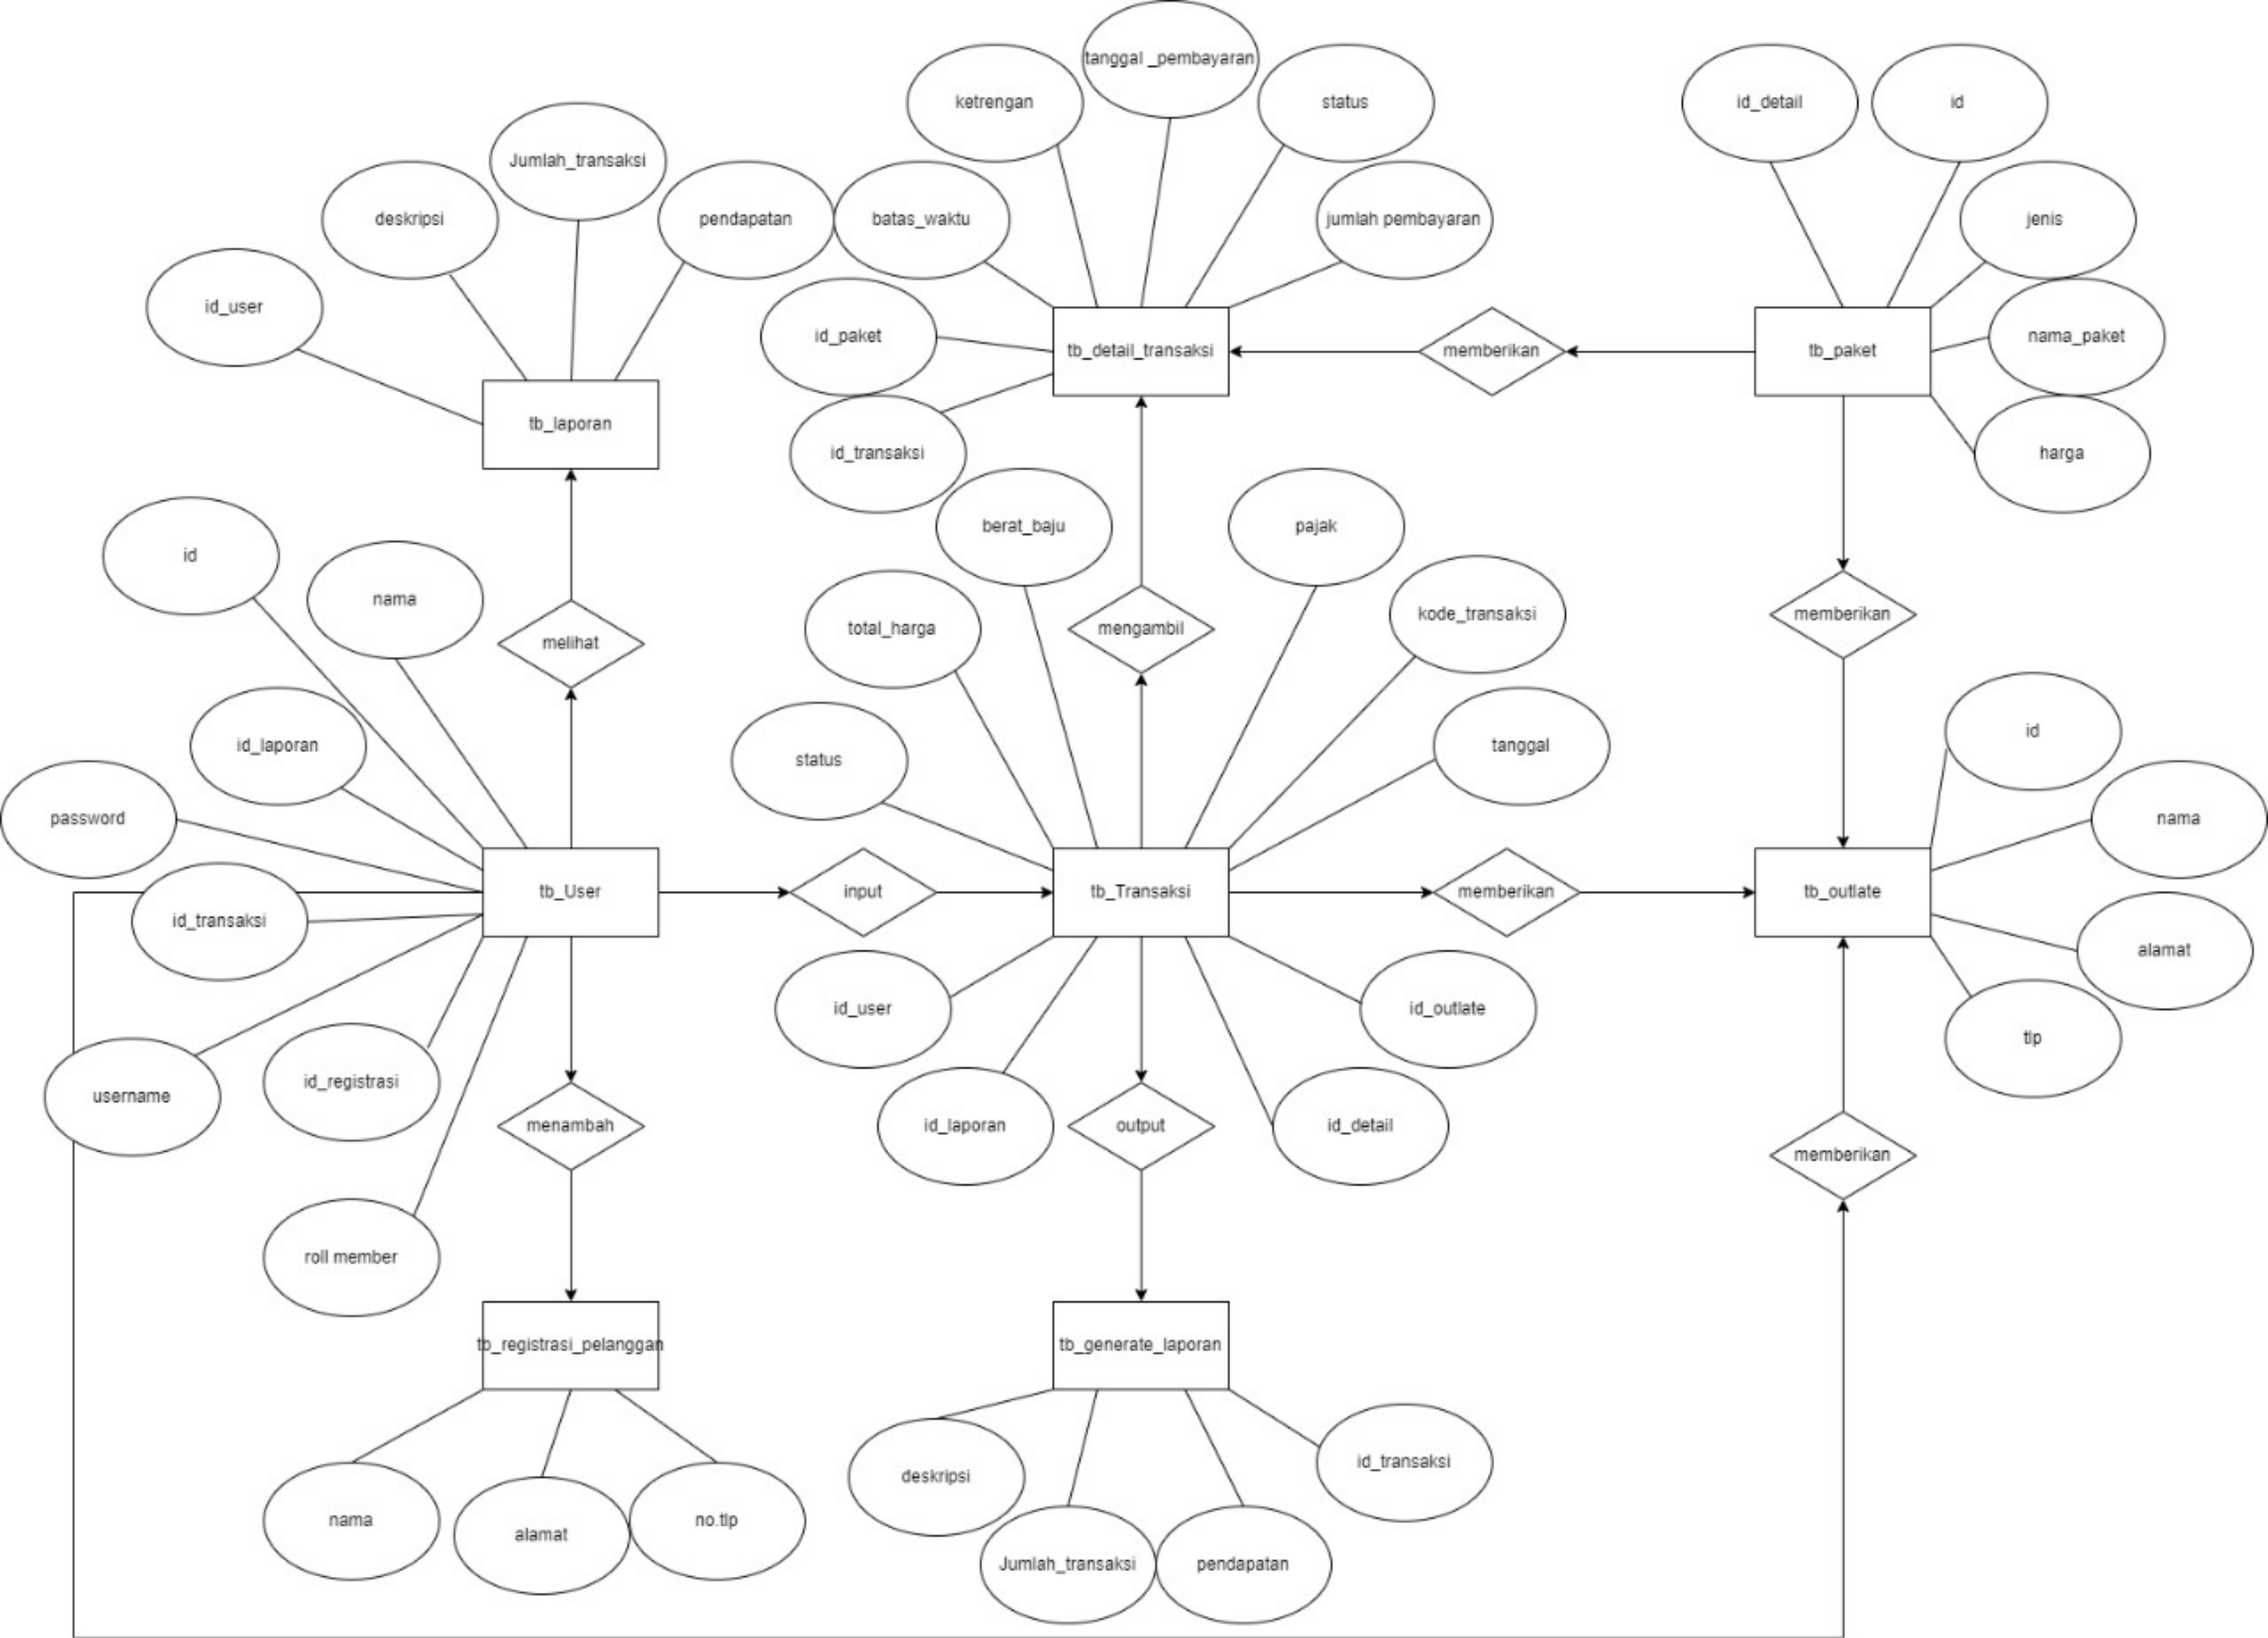 tanggal _pembayaran
ketrengan
status
id_detail
id
Jumlah_transaksi
deskripsi
pendapatan
batas_waktu
jumlah pembayaran
jenis
id_user
id_paket
nama_paket
tb_detail_transaksi
memberikan
tb_paket
tb_laporan
id_transaksi
harga
berat_baju
pajak
id
nama
total_harga
mengambil
kode_transaksi
memberikan
melihat
id_laporan
status
tanggal
id
password
nama
tb_User
input
tb_Transaksi
memberikan
tb_outlate
id_transaksi
alamat
id_user
id_outlate
tlp
username
id_registrasi
menambah
id_laporan
output
id_detail
memberikan
roll member
tb_registrasi_pelanggan
tb_generate_laporan
deskripsi
id_transaksi
nama
alamat
no.tlp
Jumlah_transaksi
pendapatan